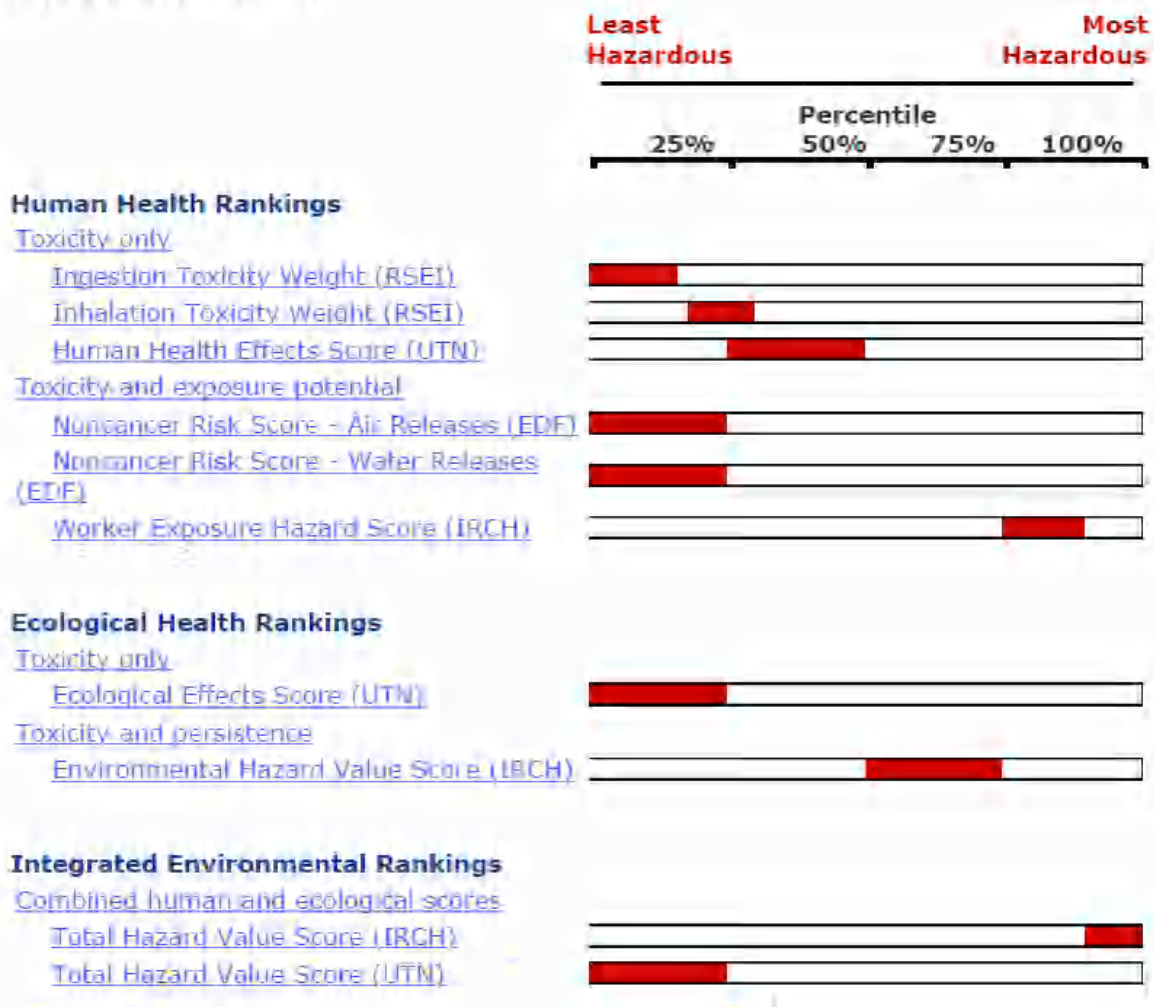 Least Most
Hazardous Hazardous
Percentile
25% 50% 75% 100%
Human Health Rankings
Toxicity only
Ingestion Toxicity Weight (RSEI)
Inhalation Toxicity Weight (RSEI)
Human Health Effects Score (UTN)
Toxicity and exposure potential
Noncancer Risk Score - Air Releases (EDF)
Noncancer Risk Score - Water Releases
(EDF)
Worker Exposure Hazard Score (IRCH)
Ecological Health Rankings
Toxicity only
Ecological Effects Score (UTN)
Toxicity and persistence
Environmental Hazard Value Score (IRCH)
Integrated Environmental Rankings
Combined human and ecological scores
Total Hazard Value Score (IRCH)
Total Hazard Value Score (UTN)